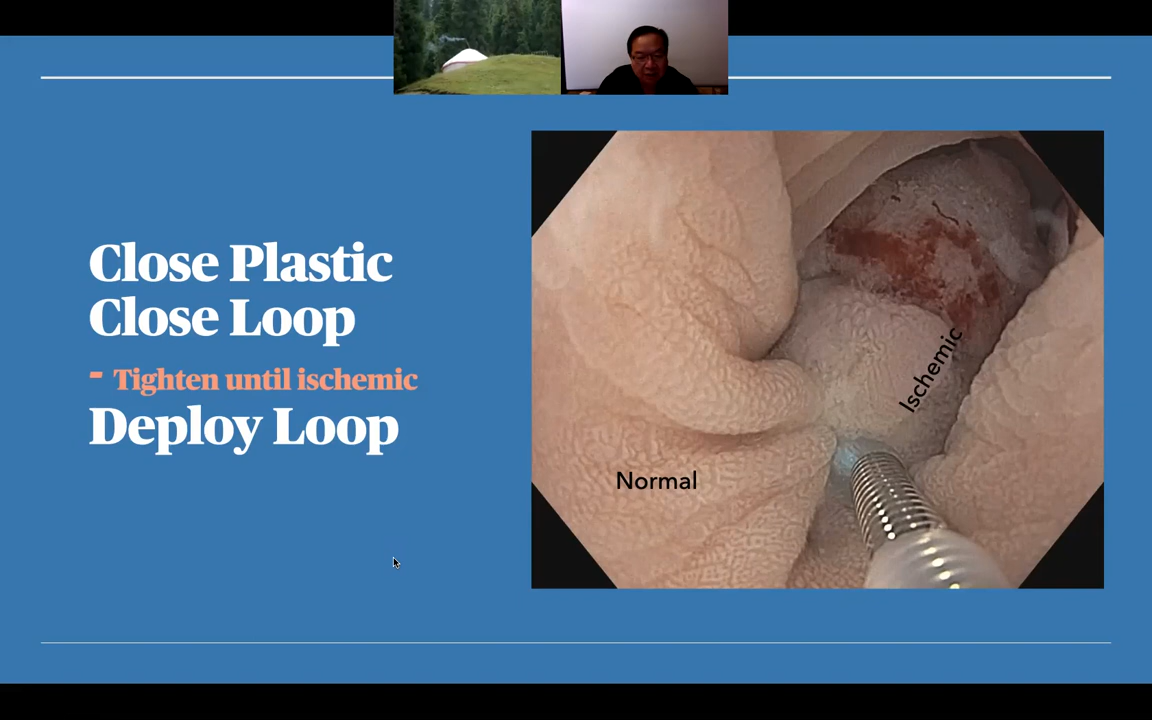 Close Plastic
Close Loop
- Tighten until ischemic
Deploy Loop
Ischemic
Normal